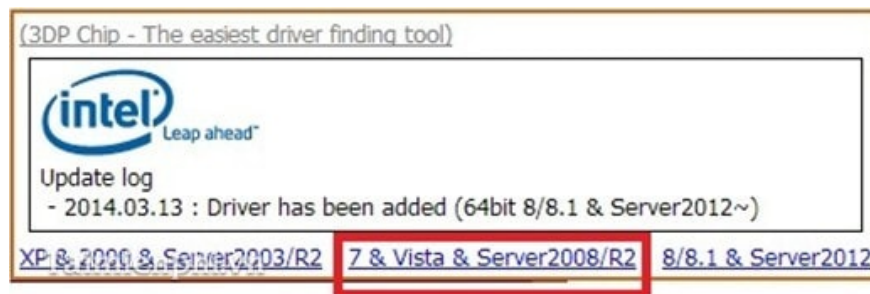 (3DP Chip - The easiest driver finding tool)
intel
Leap ahead™
Update log
- 2014.03.13 : Driver has been added (64bit 8/8.1 & Server2012~)
XP & 2000 & Server2003/R2 7 & Vista & Server2008/R2 8/8.1 & Server2012